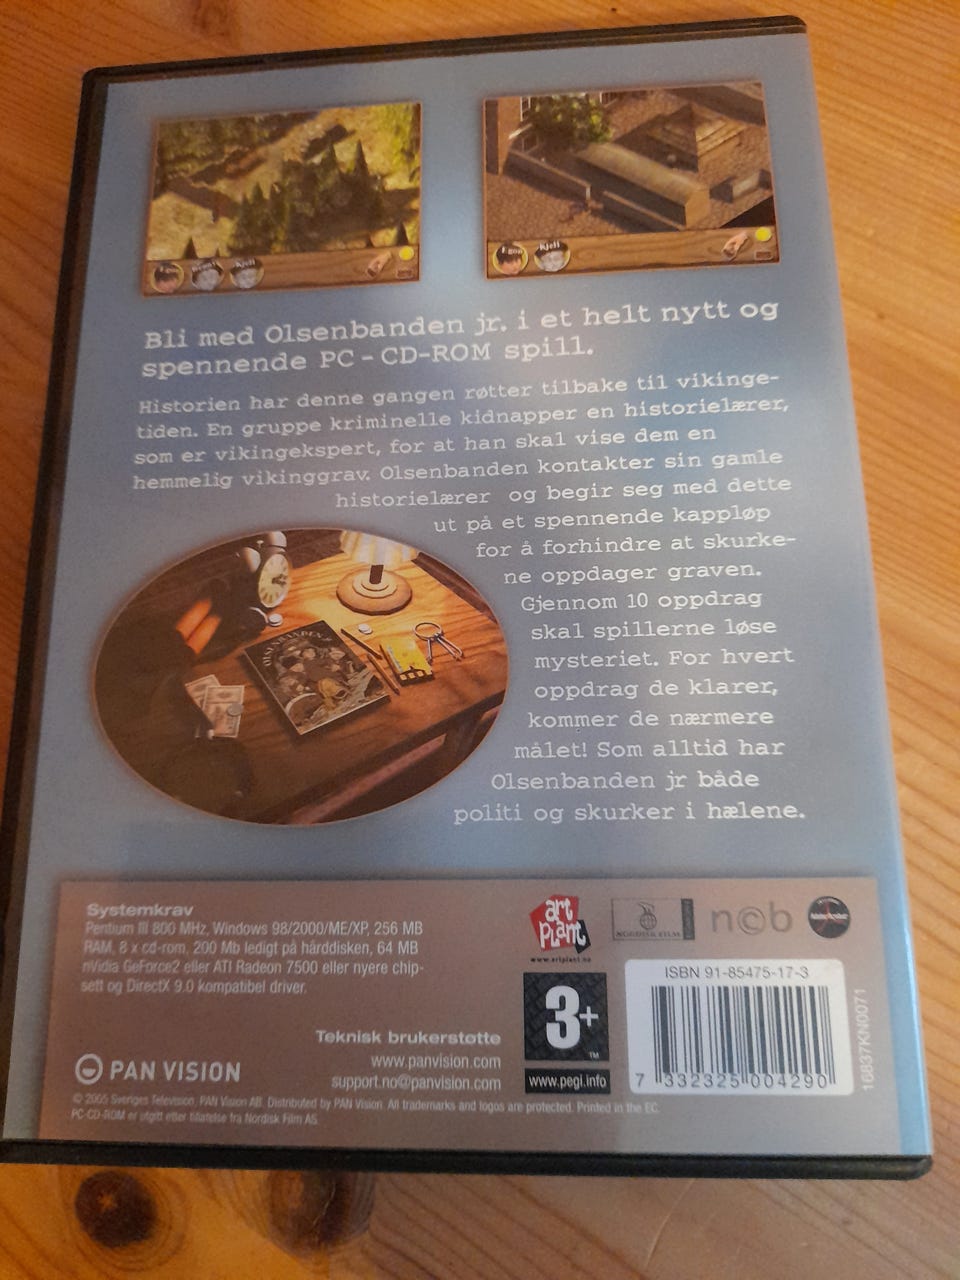 Egon
Kjell
Egon
Kjell
Bli med Olsenbanden jr. i et helt nytt og
spennende PC - CD-ROM spill.
Historien har denne gangen røtter tilbake til vikinge-
tiden. En gruppe kriminelle kidnapper en historielærer,
som er vikingekspert, for at han skal vise dem en
hemmelig vikinggrav. Olsenbanden kontakter sin gamle
historielærer og begir seg med dette
ut på et spennende kappløp
for å forhindre at skurke-
ne oppdager graven.
Gjennom 10 oppdrag
skal spillerne løse
mysteriet. For hvert
oppdrag de klarer,
kommer de nærmere
målet! Som alltid har
Olsenbanden jr både
politi og skurker i hælene.
OLSENBANDEN Jr
Systemkrav
Pentium III 800 MHz, Windows 98/2000/ME/XP, 256 MB
RAM, 8 x cd-rom, 200 Mb ledigt på hårddisken, 64 MB
nVidia GeForce2 eller ATI Radeon 7500 eller nyere chip-
sett og DirectX 9.0 kompatibel driver.
art
plant
www.artplant.no
NORDISK FILM
n©b
Teknisk brukerstøtte
www.panvision.com
support.no@panvision.com
PAN VISION
3+
TM
www.pegi.info
ISBN 91-85475-17-3
7 332325 004290
16837KN0071
© 2005 Sveriges Television, PAN Vision AB. Distributed by PAN Vision. All trademarks and logos are protected. Printed in the EC.
PC-CD-ROM er utgitt etter tillatelse fra Nordisk Film AS.